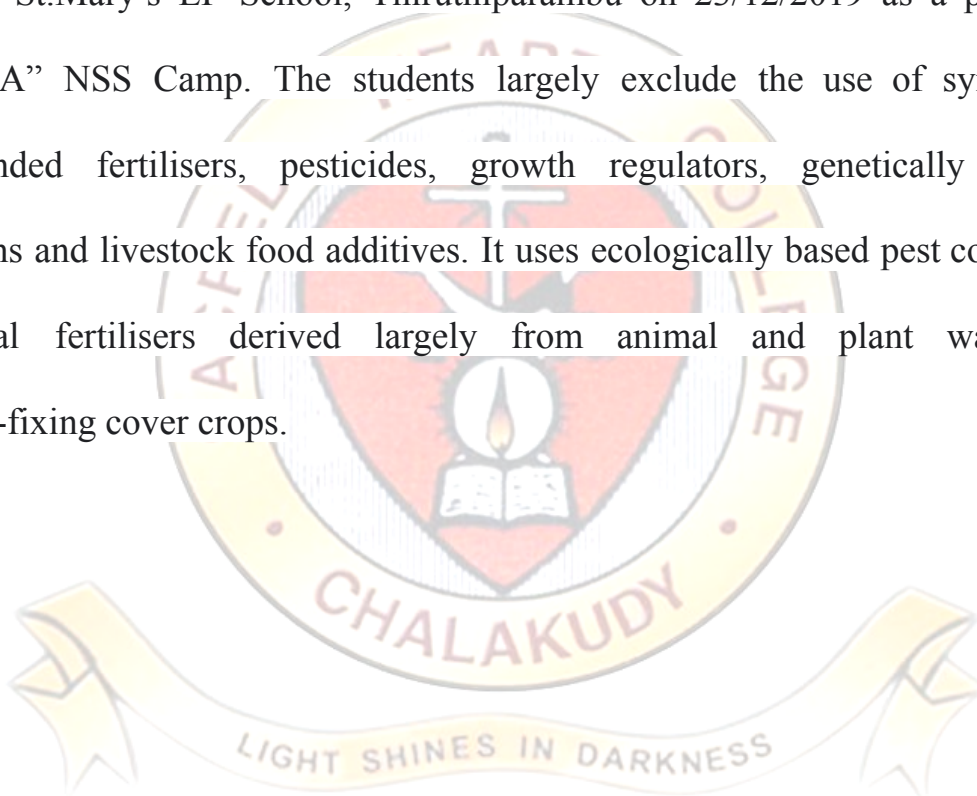 St.Mary's LP School, Thiruthiparambu on 23/12/2019 as a p
A” NSS Camp. The students largely exclude the use of sy
nded fertilisers, pesticides, growth regulators, genetically
ns and livestock food additives. It uses ecologically based pest co
al fertilisers derived largely from animal and plant wa
-fixing cover crops.
CHALAKUDY
LIGHT SHINES IN DARKNESS